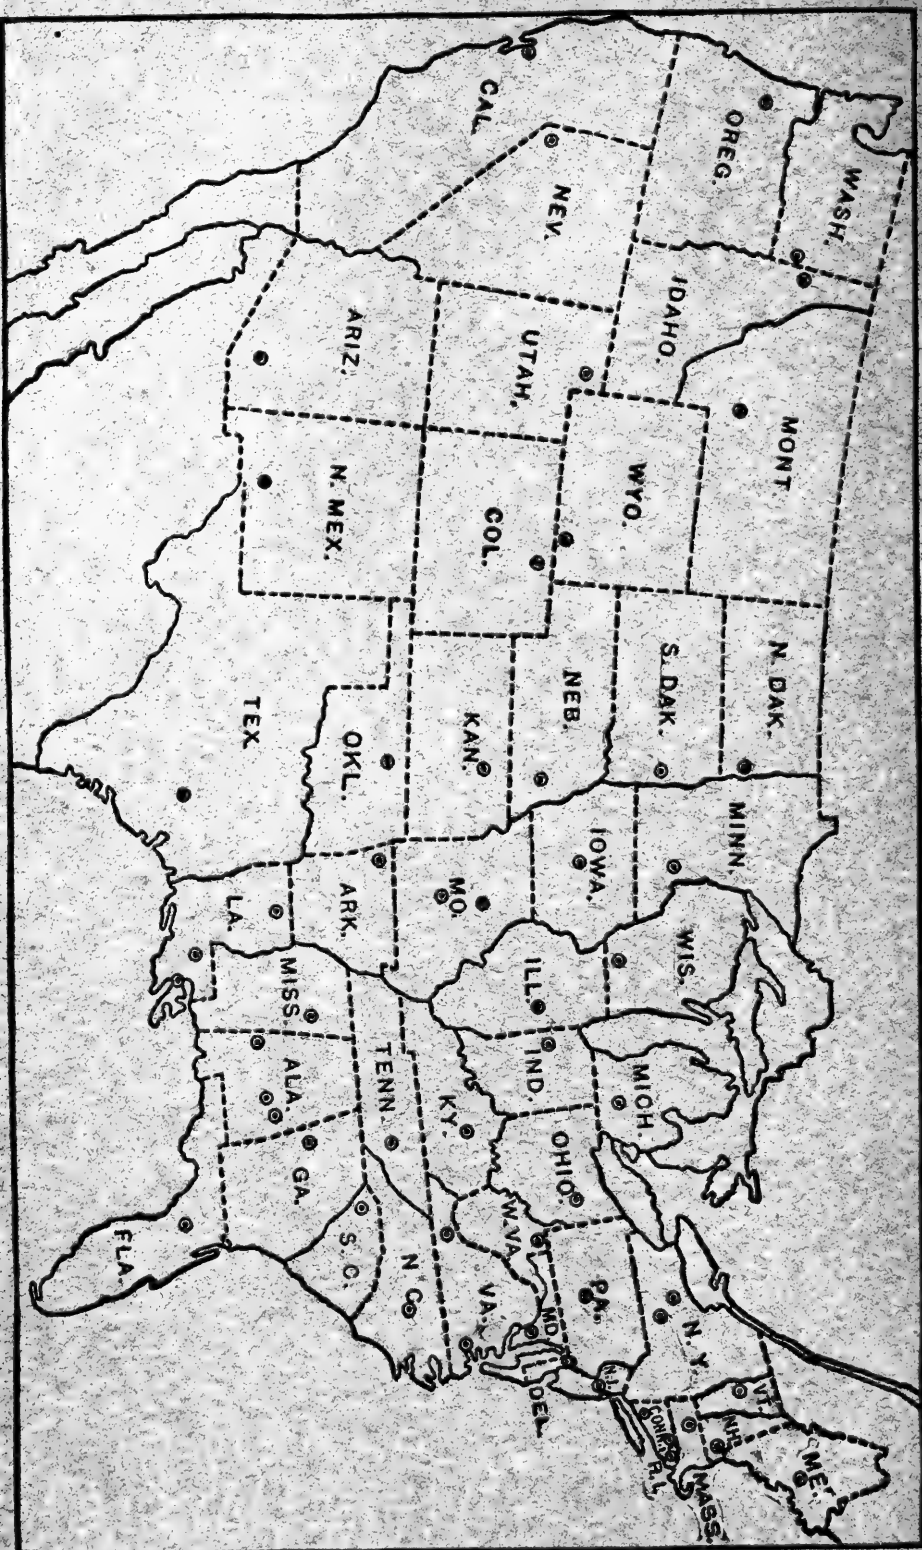 WASH.
OREG.
CAL.
NEV.
IDAHO.
MONT.
WYO.
UTAH.
COL.
ARIZ.
N. MEX.
N. DAK.
S. DAK.
NEB.
KAN.
OKL.
TEX.
MINN.
IOWA.
MO.
ARK.
LA.
WIS.
ILL.
MICH.
IND.
OHIO.
KY.
TENN.
MISS.
ALA.
GA.
FLA.
S. C.
N. C.
VA.
W. VA.
MD.
DEL.
PA.
N. J.
N. Y.
CONN.
R. I.
MASS.
VT.
N. H.
ME.